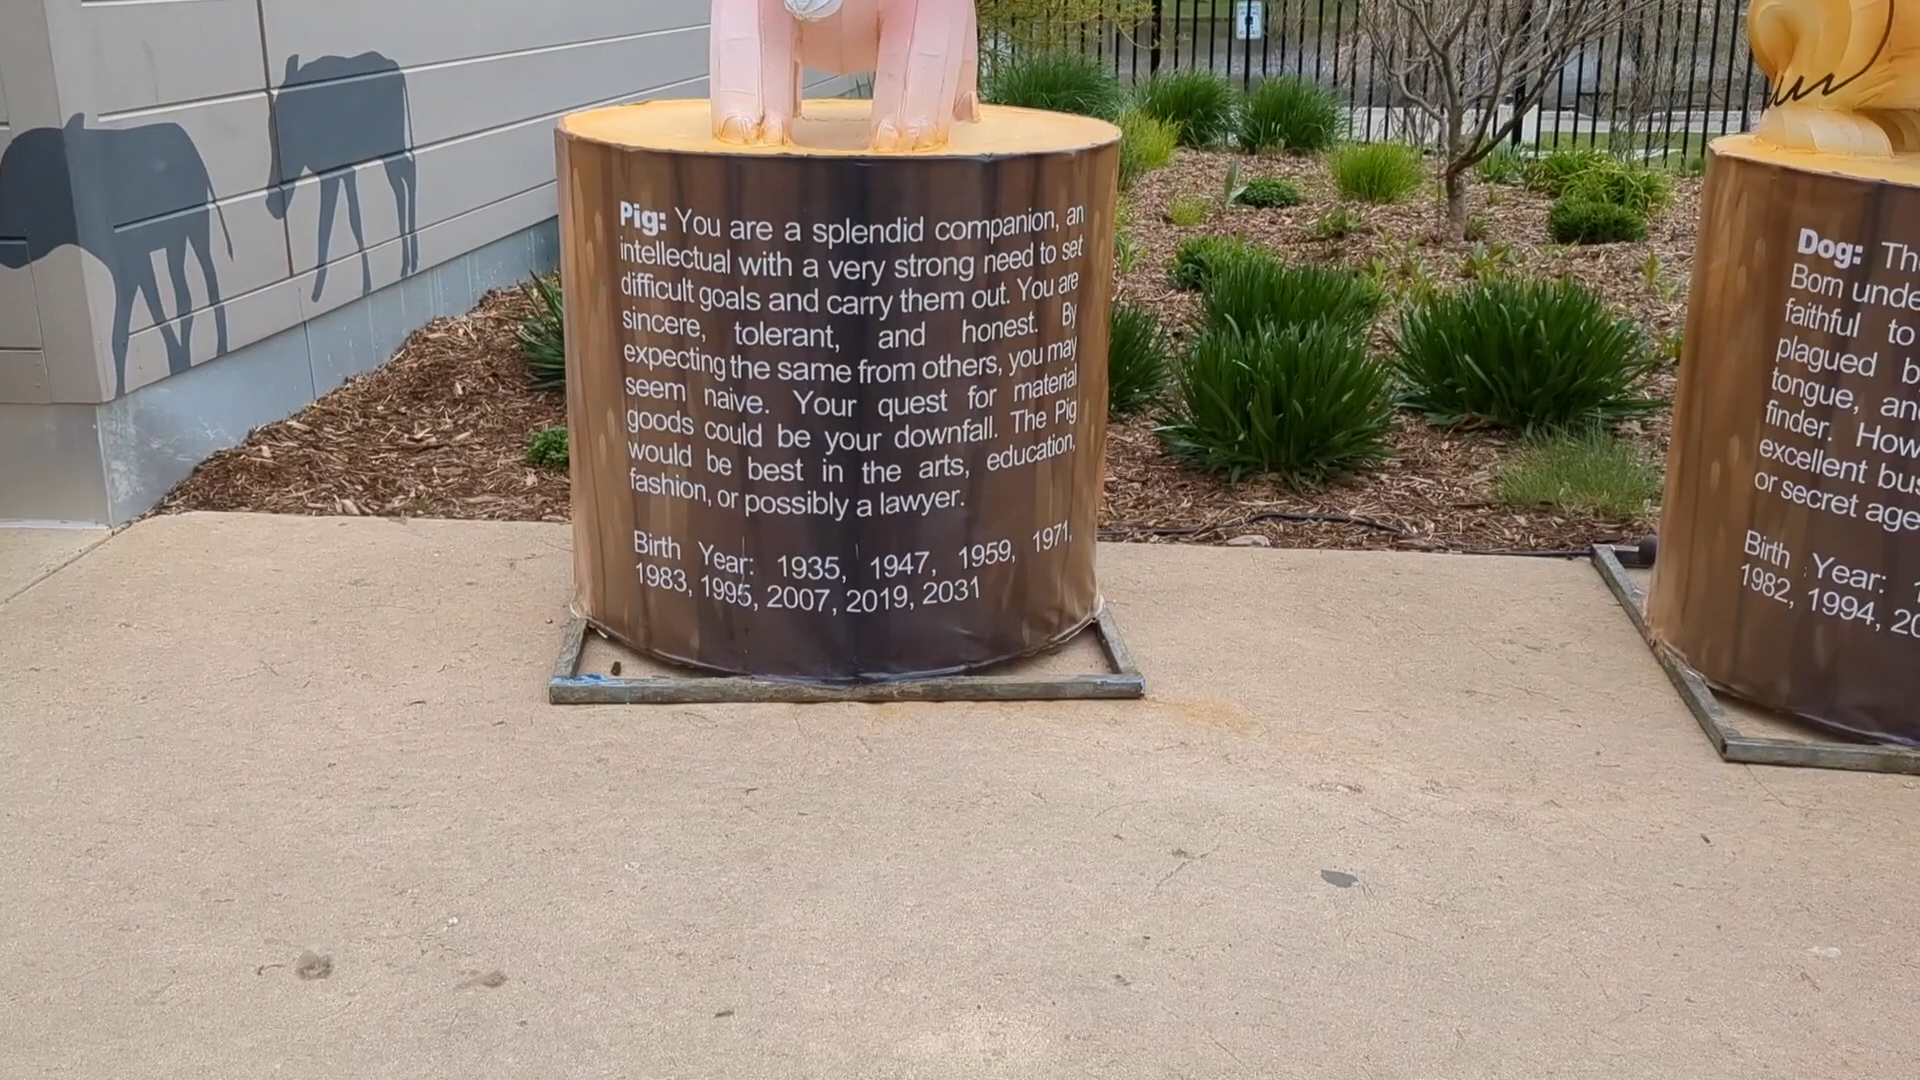 Pig: You are a splendid companion, an
intellectual with a very strong need to set
difficult goals and carry them out. You are
sincere, tolerant, and honest. By
expecting the same from others, you may
seem naive. Your quest for material
goods could be your downfall. The Pig
would be best in the arts, education,
fashion, or possibly a lawyer.
Birth Year: 1935, 1947, 1959, 1971,
1983, 1995, 2007, 2019, 2031
Dog:
Born
faithful to
plagued
tongue,
finder.
excellent
or secret
Birth Year:
1982, 1994,